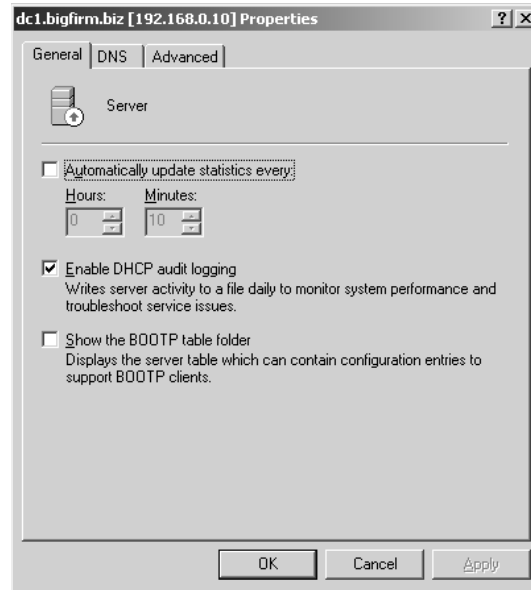 dc1.bigfirm.biz [192.168.0.10] Properties
General DNS Advanced
Server
Automatically update statistics every:
Hours: Minutes:
0 10
Enable DHCP audit logging
Writes server activity to a file daily to monitor system performance and
troubleshoot service issues.
Show the BOOTP table folder
Displays the server table which can contain configuration entries to
support BOOTP clients.
OK Cancel Apply